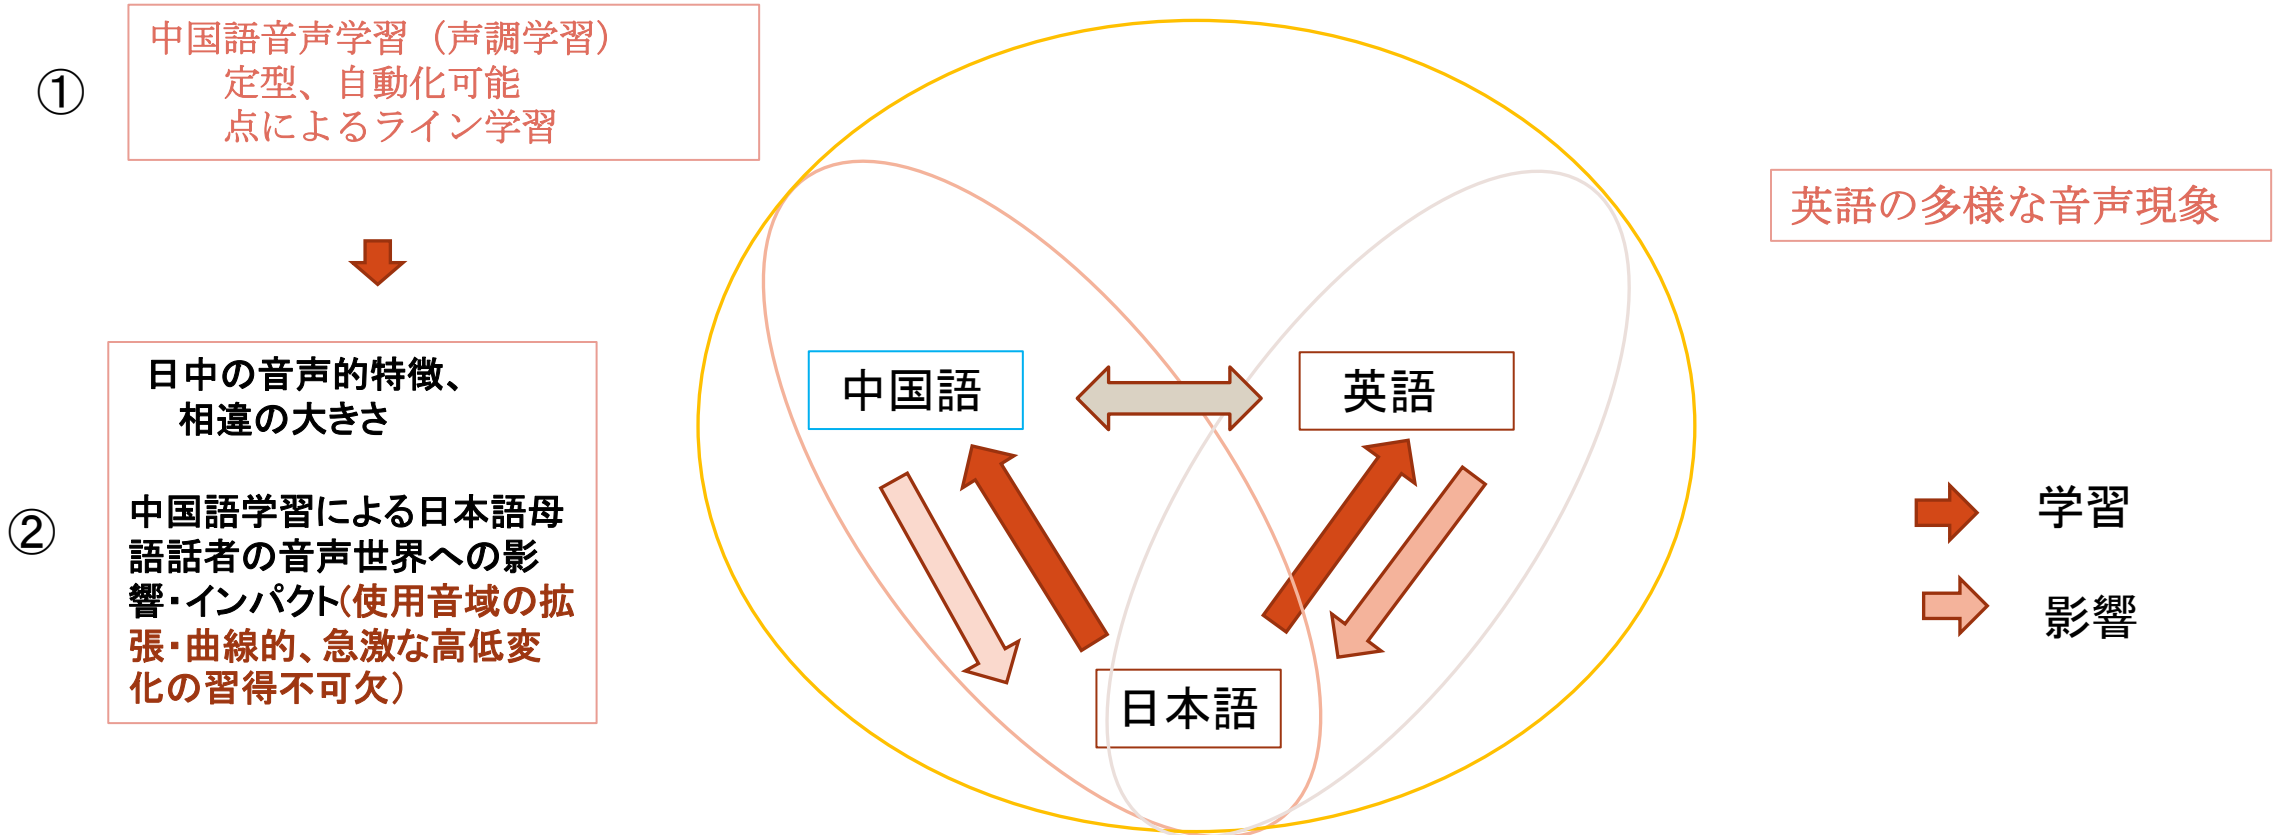 ①
中国語音声学習（声調学習）
定型、自動化可能
点によるライン学習
②
日中の音声的特徴、
相違の大きさ
中国語学習による日本語母
語話者の音声世界への影
響・インパクト(使用音域の拡
張・曲線的、急激な高低変
化の習得不可欠）
中国語
英語
日本語
英語の多様な音声現象
学習
影響